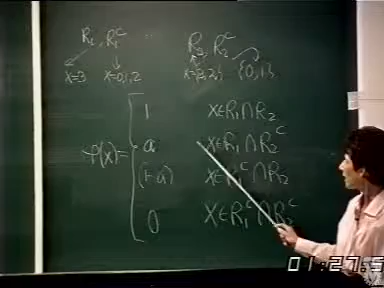 R₁, R₁ᶜ R₂, R₂ᶜ
x=3 x=0,1,2 x={3,2} {0,1}
1 x∈R₁∩R₂
φ(x)= a x∈R₁∩R₂ᶜ
(1-a) x∈R₁ᶜ∩R₂
0 x∈R₁ᶜ∩R₂ᶜ
01:27:5